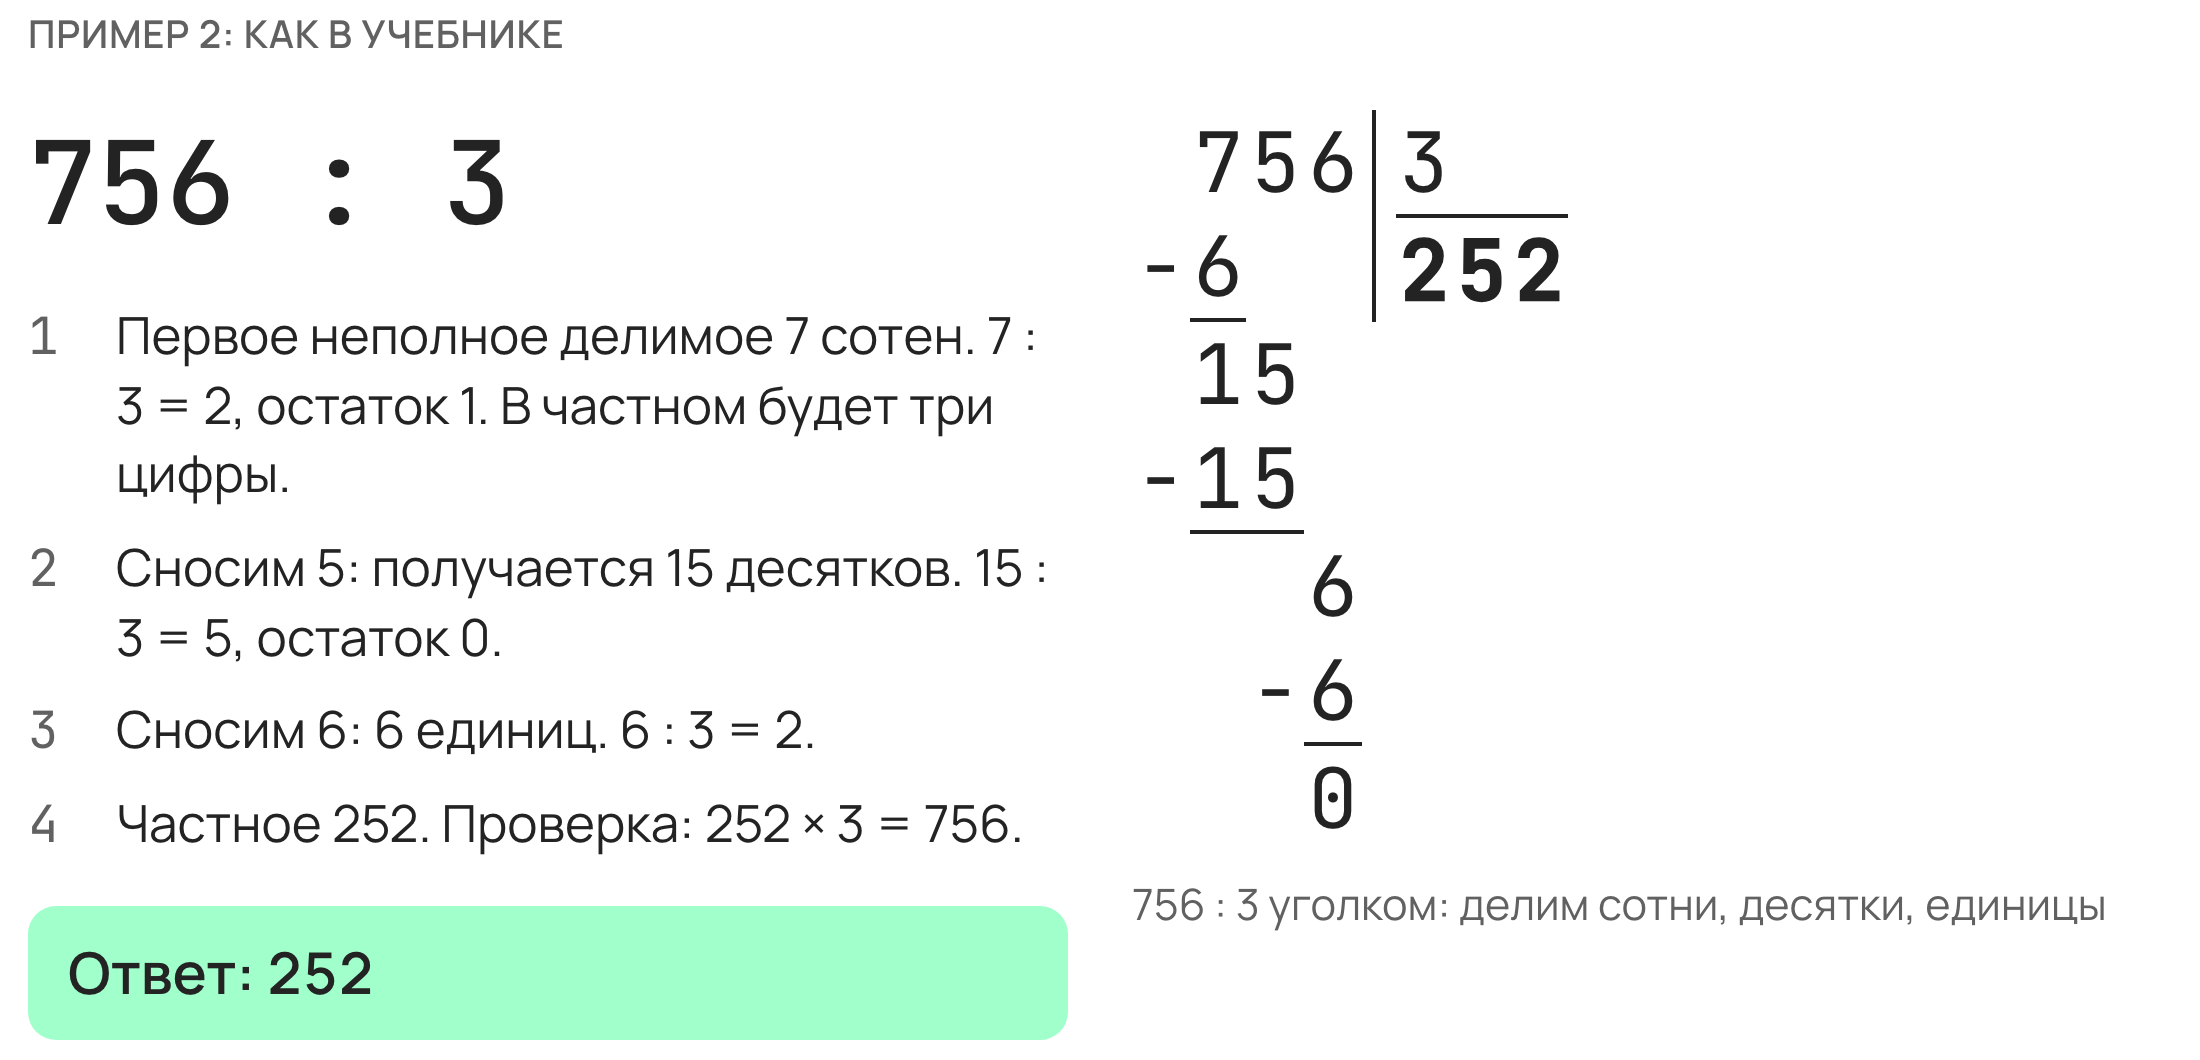 ПРИМЕР 2: КАК В УЧЕБНИКЕ
756 : 3
1 Первое неполное делимое 7 сотен. 7 :
3 = 2, остаток 1. В частном будет три
цифры.
2 Сносим 5: получается 15 десятков. 15 :
3 = 5, остаток 0.
3 Сносим 6: 6 единиц. 6 : 3 = 2.
4 Частное 252. Проверка: 252 × 3 = 756.
Ответ: 252
756 3
-6 252
15
-15
6
-6
0
756 : 3 уголком: делим сотни, десятки, единицы